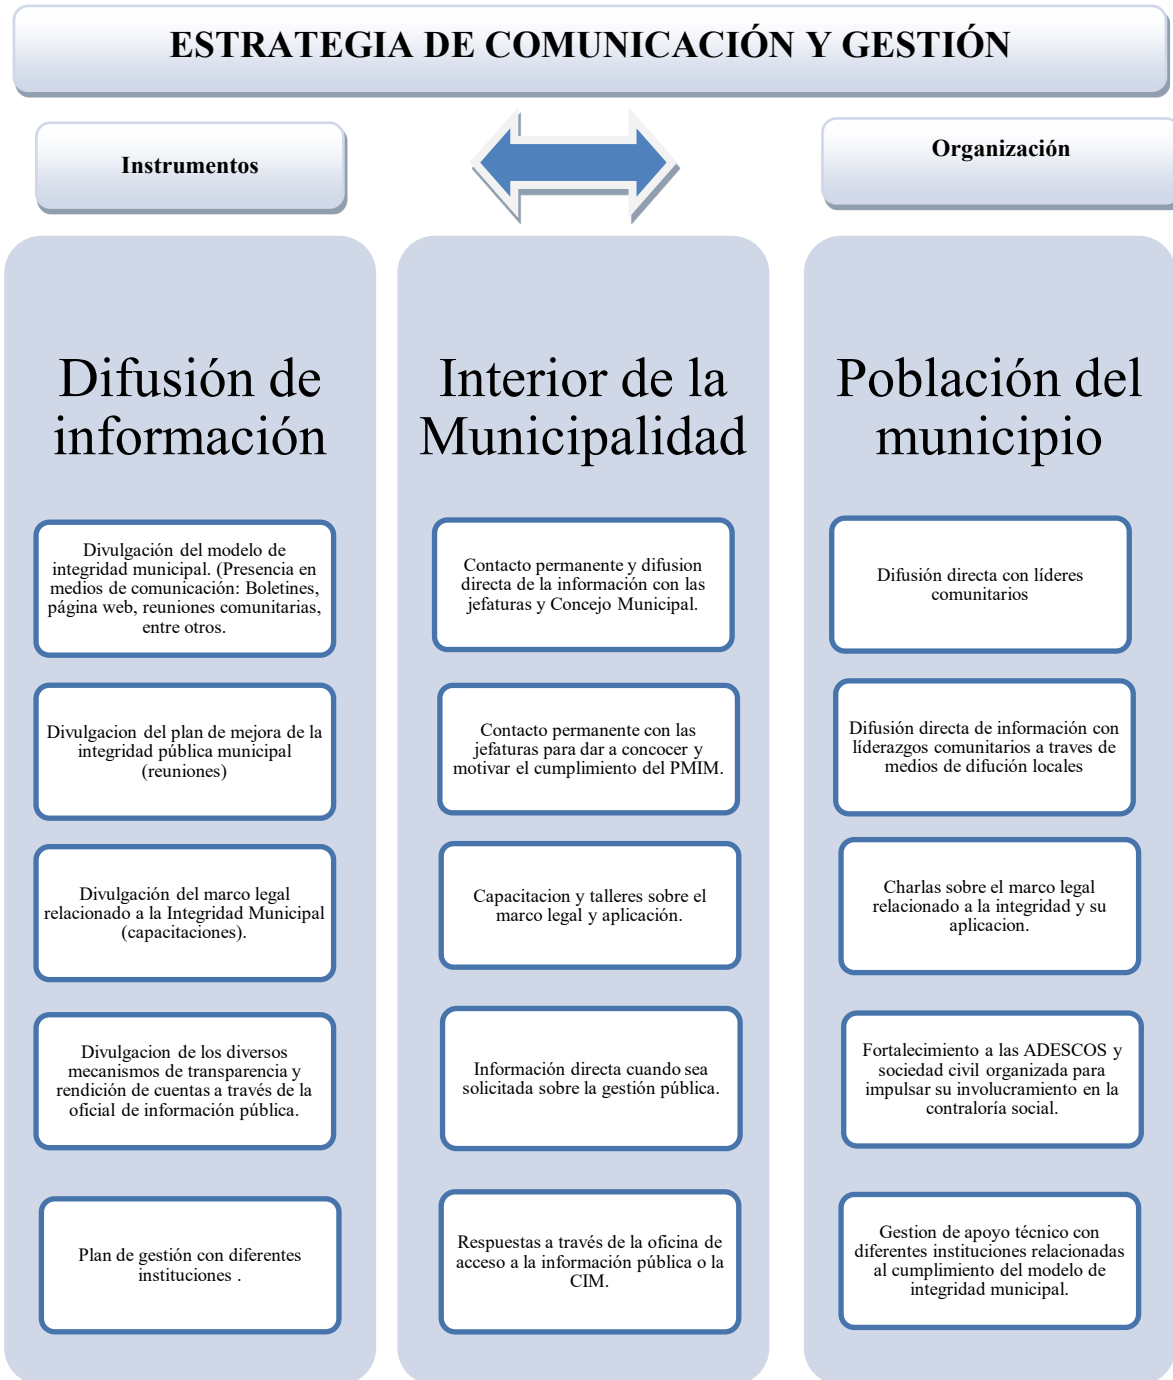 ESTRATEGIA DE COMUNICACIÓN Y GESTIÓN
Instrumentos
Organización
Difusión de
información
Divulgación del modelo de
integridad municipal. (Presencia en
medios de comunicación: Boletines,
página web, reuniones comunitarias,
entre otros.
Divulgacion del plan de mejora de la
integridad pública municipal
(reuniones)
Divulgación del marco legal
relacionado a la Integridad Municipal
(capacitaciones).
Divulgacion de los diversos
mecanismos de transparencia y
rendición de cuentas a través de la
oficial de información pública.
Plan de gestión con diferentes
instituciones .
Interior de la
Municipalidad
Contacto permanente y difusion
directa de la información con las
jefaturas y Concejo Municipal.
Contacto permanente con las
jefaturas para dar a concocer y
motivar el cumplimiento del PMIM.
Capacitacion y talleres sobre el
marco legal y aplicación.
Información directa cuando sea
solicitada sobre la gestión pública.
Respuestas a través de la oficina de
acceso a la información pública o la
CIM.
Población del
municipio
Difusión directa con líderes
comunitarios
Difusión directa de información con
líderazgos comunitarios a traves de
medios de difución locales
Charlas sobre el marco legal
relacionado a la integridad y su
aplicacion.
Fortalecimiento a las ADESCOS y
sociedad civil organizada para
impulsar su involucramiento en la
contraloría social.
Gestion de apoyo técnico con
diferentes instituciones relacionadas
al cumplimiento del modelo de
integridad municipal.